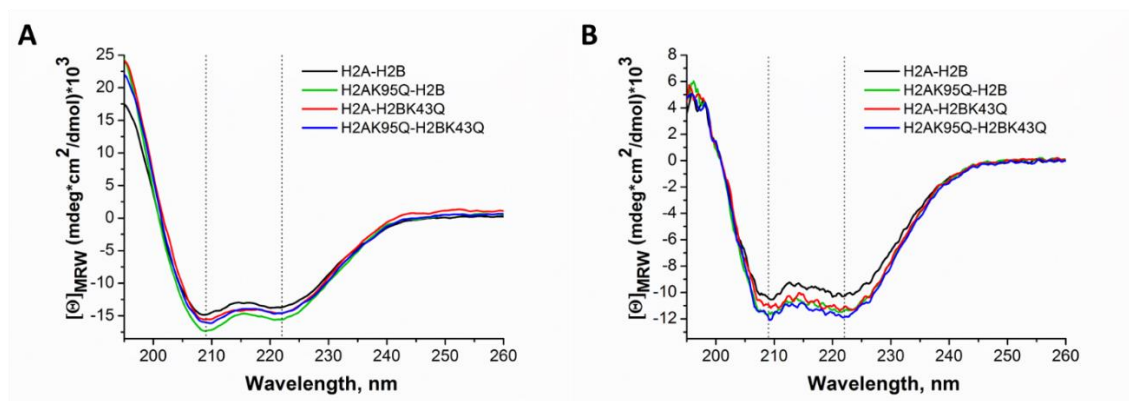 A
[Θ]MRW (mdeg*cm²/dmol)*10³
25
20
15
10
5
0
-5
-10
-15
H2A-H2B
H2AK95Q-H2B
H2A-H2BK43Q
H2AK95Q-H2BK43Q
200 210 220 230 240 250 260
Wavelength, nm
B
[Θ]MRW (mdeg*cm²/dmol)*10³
8
6
4
2
0
-2
-4
-6
-8
-10
-12
H2A-H2B
H2AK95Q-H2B
H2A-H2BK43Q
H2AK95Q-H2BK43Q
200 210 220 230 240 250 260
Wavelength, nm